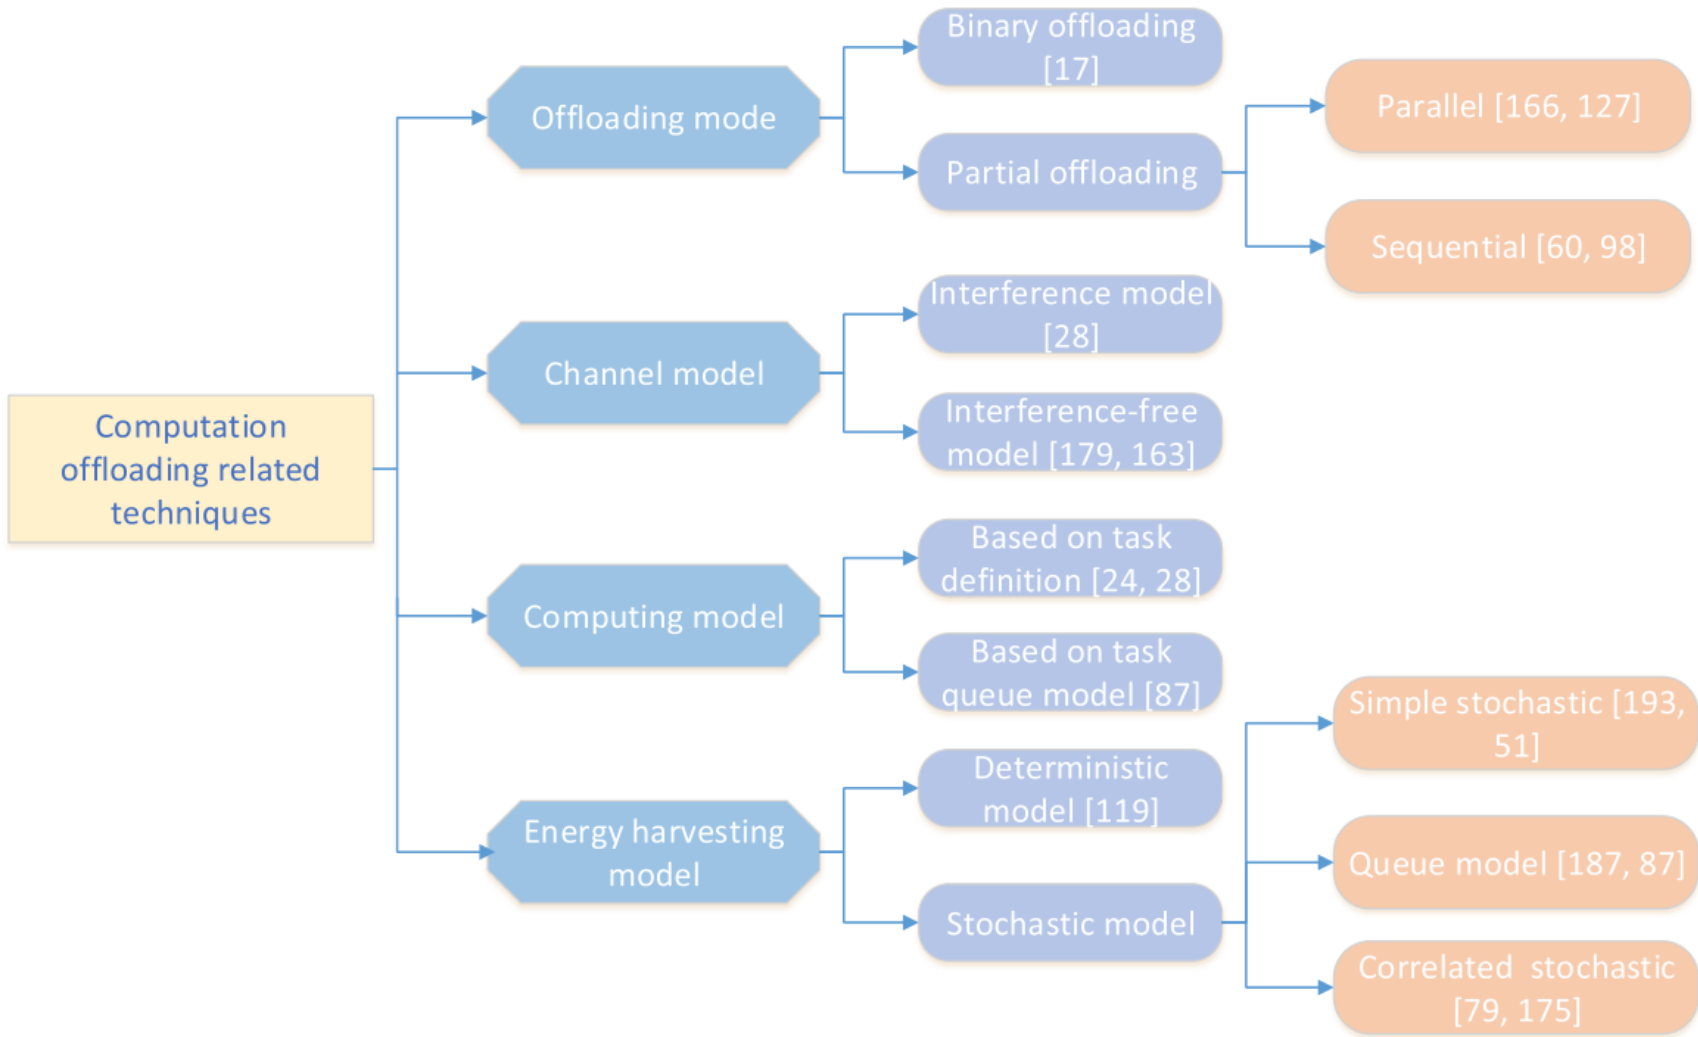 Computation
offloading related
techniques
Offloading mode
Binary offloading
[17]
Partial offloading
Parallel [166, 127]
Sequential [60, 98]
Channel model
Interference model
[28]
Interference-free
model [179, 163]
Computing model
Based on task
definition [24, 28]
Based on task
queue model [87]
Energy harvesting
model
Deterministic
model [119]
Stochastic model
Simple stochastic [193,
51]
Queue model [187, 87]
Correlated  stochastic
[79, 175]